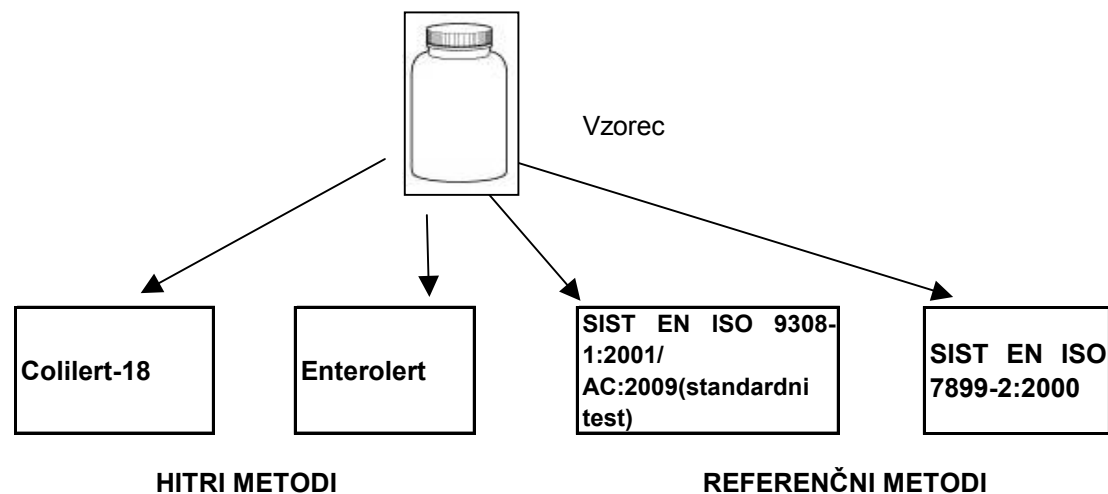 Vzorec
Colilert-18
Enterolert
SIST EN ISO 9308-
1:2001/
AC:2009(standardni
test)
SIST EN ISO
7899-2:2000
HITRI METODI
REFERENČNI METODI